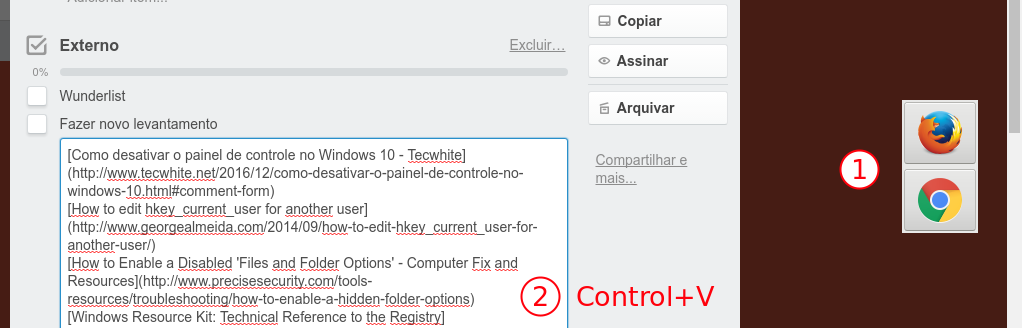 Adicionar item...
Externo
Excluir…
0%
Wunderlist
Fazer novo levantamento
[Como desativar o painel de controle no Windows 10 - Tecwhite]
(http://www.tecwhite.net/2016/12/como-desativar-o-painel-de-controle-no-
windows-10.html#comment-form)
[How to edit hkey_current_user for another user]
(http://www.georgealmeida.com/2014/09/how-to-edit-hkey_current_user-for-
another-user/)
[How to Enable a Disabled 'Files and Folder Options' - Computer Fix and
Resources](http://www.precisesecurity.com/tools-
resources/troubleshooting/how-to-enable-a-hidden-folder-options)
[Windows Resource Kit: Technical Reference to the Registry]
Copiar
Assinar
Arquivar
Compartilhar e
mais...
1
2 Control+V